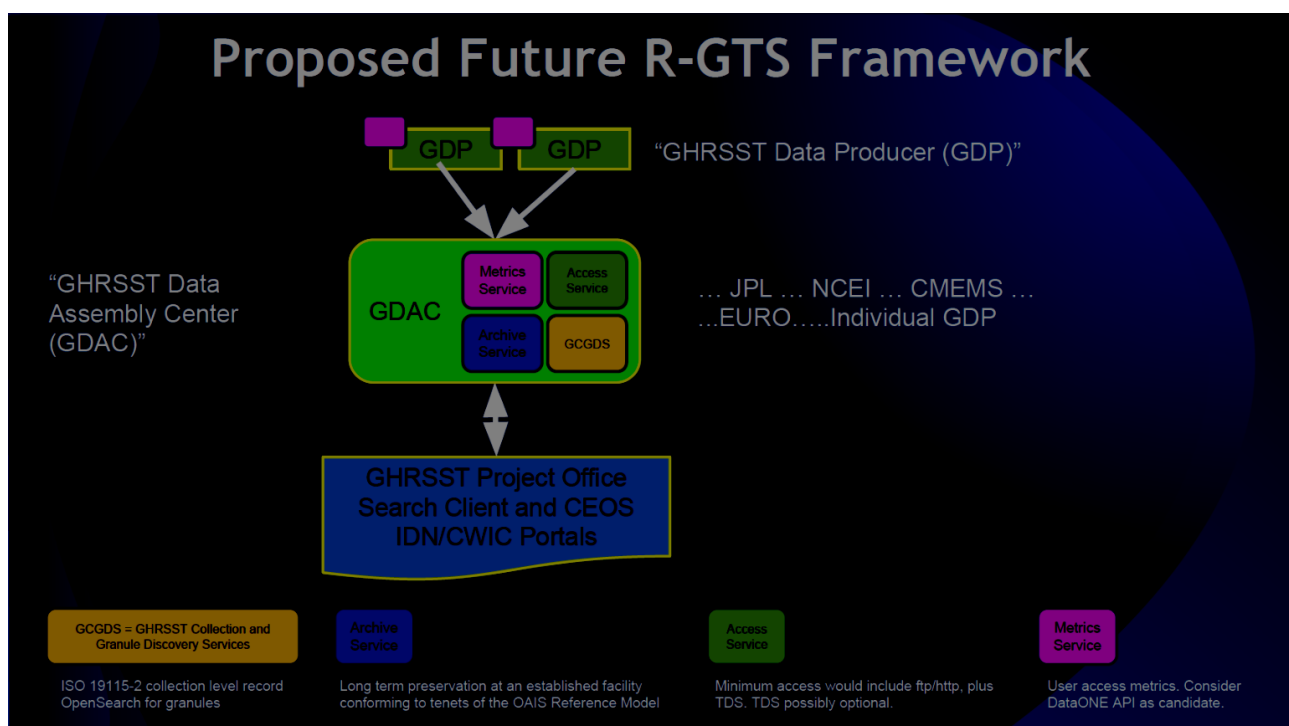 Proposed Future R-GTS Framework
GDP
GDP
“GHRSST Data Producer (GDP)”
“GHRSST Data
Assembly Center
(GDAC)”
GDAC
Metrics
Service
Access
Service
Archive
Service
GCGDS
… JPL … NCEI … CMEMS …
…EURO…..Individual GDP
GHRSST Project Office
Search Client and CEOS
IDN/CWIC Portals
GCGDS = GHRSST Collection and
Granule Discovery Services
ISO 19115-2 collection level record
OpenSearch for granules
Archive
Service
Long term preservation at an established facility
conforming to tenets of the OAIS Reference Model
Access
Service
Minimum access would include ftp/http, plus
TDS. TDS possibly optional.
Metrics
Service
User access metrics. Consider
DataONE API as candidate.